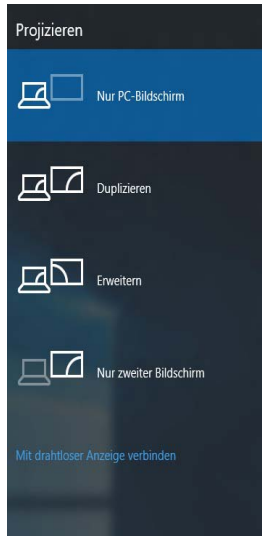 Projizieren
Nur PC-Bildschirm
Duplizieren
Erweitern
Nur zweiter Bildschirm
Mit drahtloser Anzeige verbinden